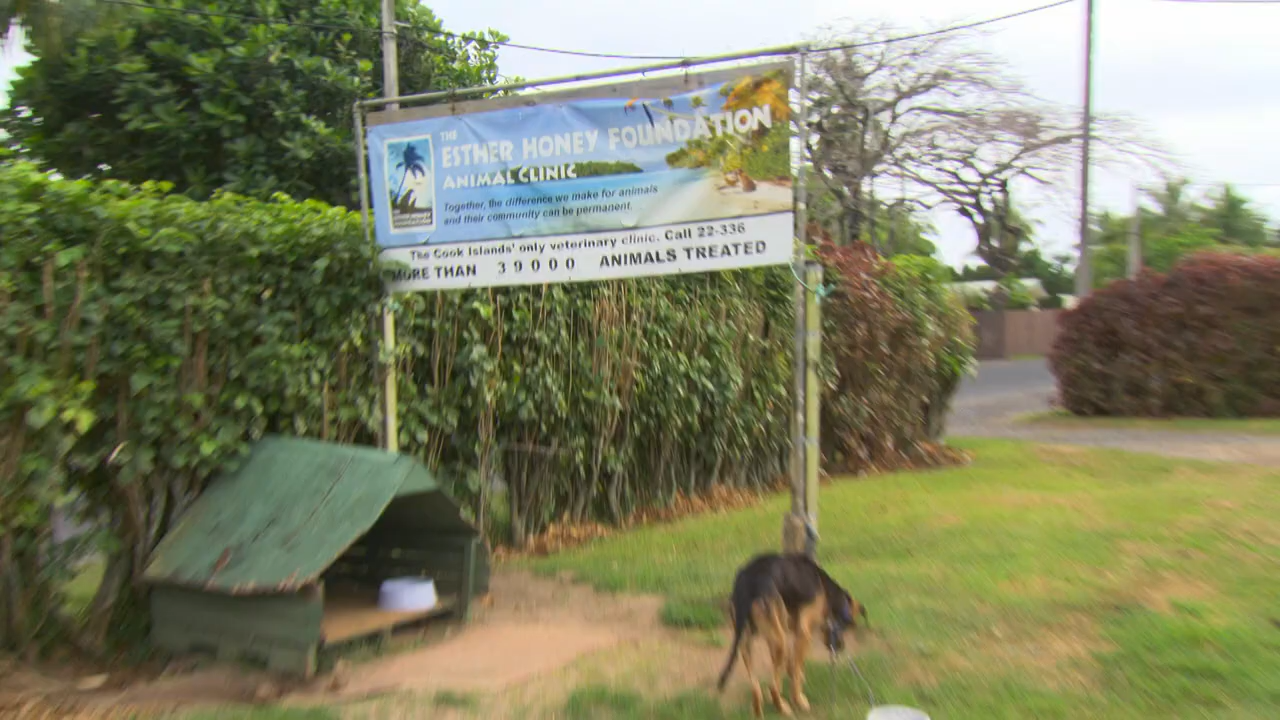 THE
ESTHER HONEY FOUNDATION
ANIMAL CLINIC
Together, the difference we make for animals
and their community can be permanent.
The Cook Islands' only veterinary clinic. Call 22-336
MORE THAN 39000 ANIMALS TREATED